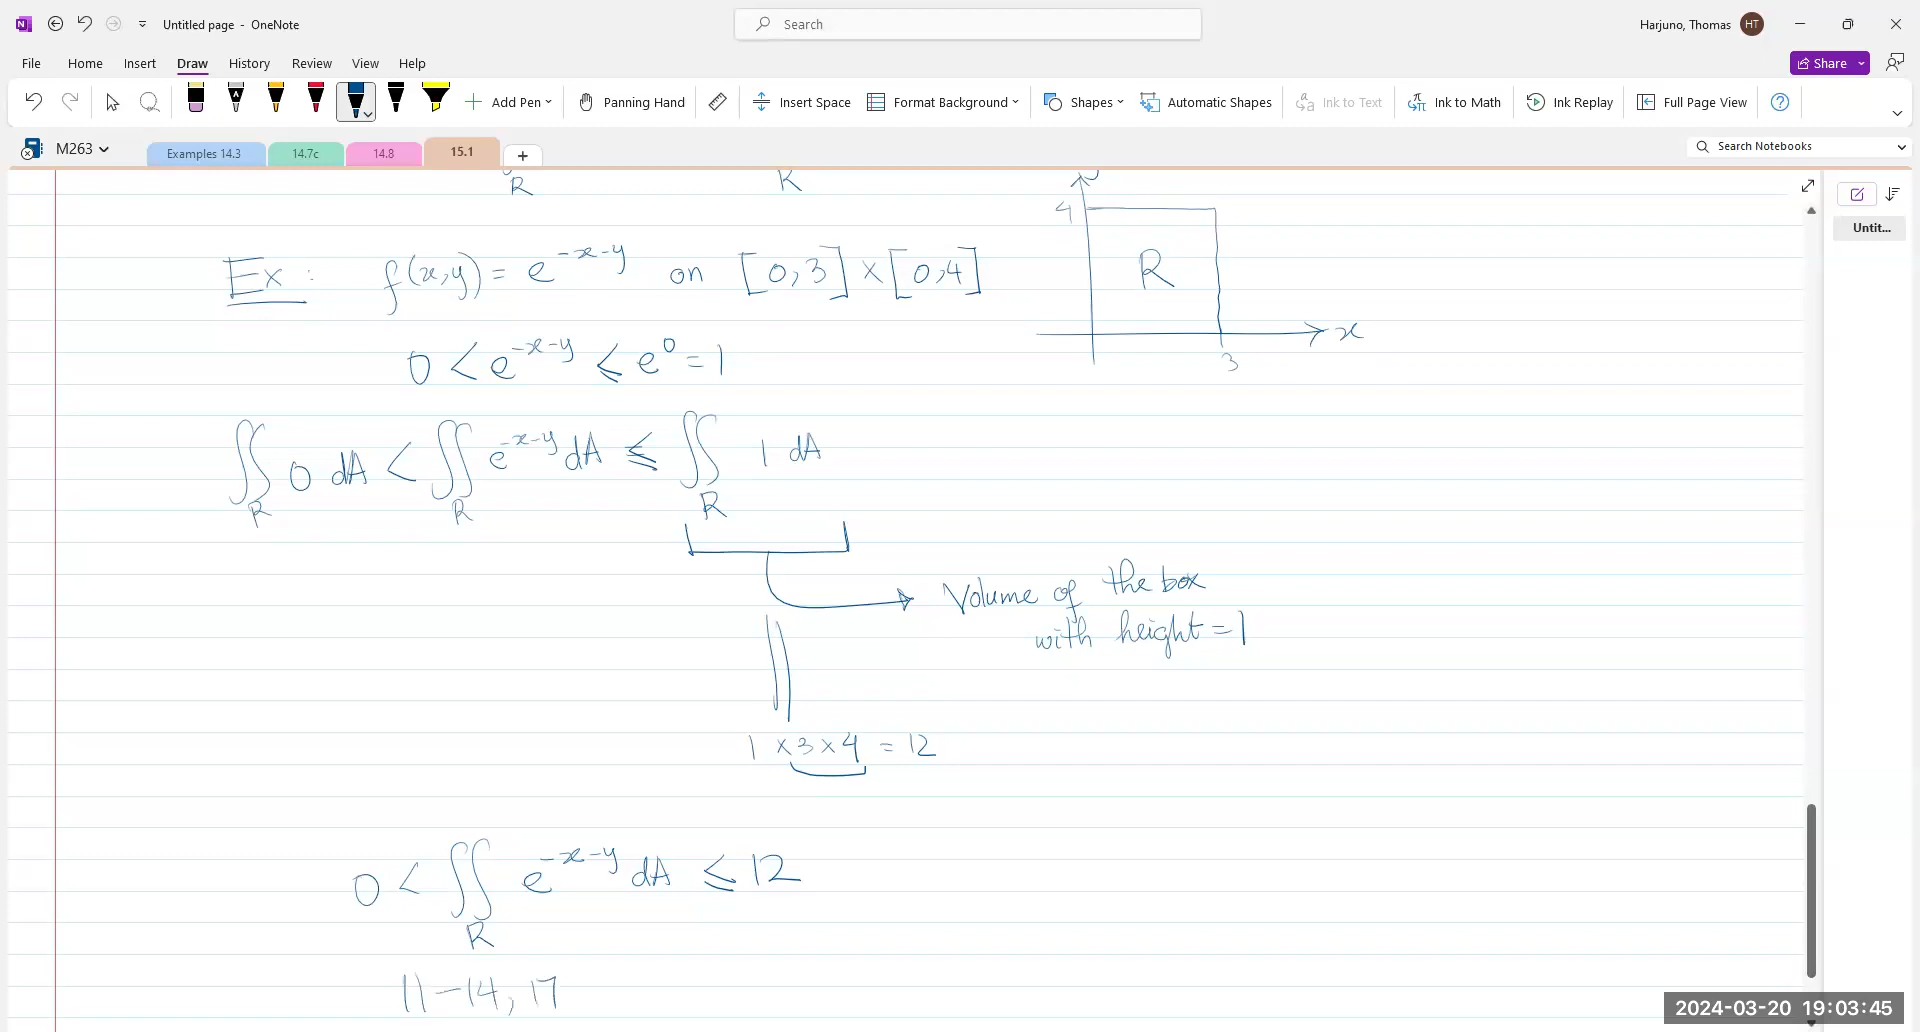 Untitled page - OneNote
Search
Harjuno, Thomas HT
File Home Insert Draw History Review View Help
Share
Add Pen Panning Hand Insert Space Format Background Shapes Automatic Shapes Ink to Text Ink to Math Ink Replay Full Page View
M263 Examples 14.3 14.7c 14.8 15.1 +
Search Notebooks
Untit...
R R
4
Ex : f(x,y) = e^{-x-y} on [0,3] × [0,4]
R
x
3
0 < e^{-x-y} ≤ e^0 = 1
∬_R 0 dA < ∬_R e^{-x-y} dA ≤ ∬_R 1 dA
Volume of the box
with height = 1
||
1 × 3 × 4 = 12
0 < ∬_R e^{-x-y} dA ≤ 12
11 - 14, 17
2024-03-20 19:03:45